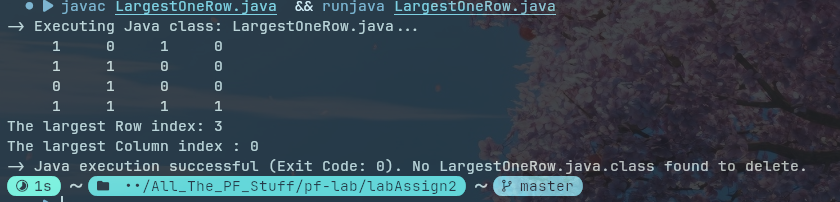 javac LargestOneRow.java && runjava LargestOneRow.java
—> Executing Java class: LargestOneRow.java...
1 0 1 0
1 1 0 0
0 1 0 0
1 1 1 1
The largest Row index: 3
The largest Column index : 0
—> Java execution successful (Exit Code: 0). No LargestOneRow.java.class found to delete.
1s ~ ··/All_The_PF_Stuff/pf-lab/labAssign2 ~ master